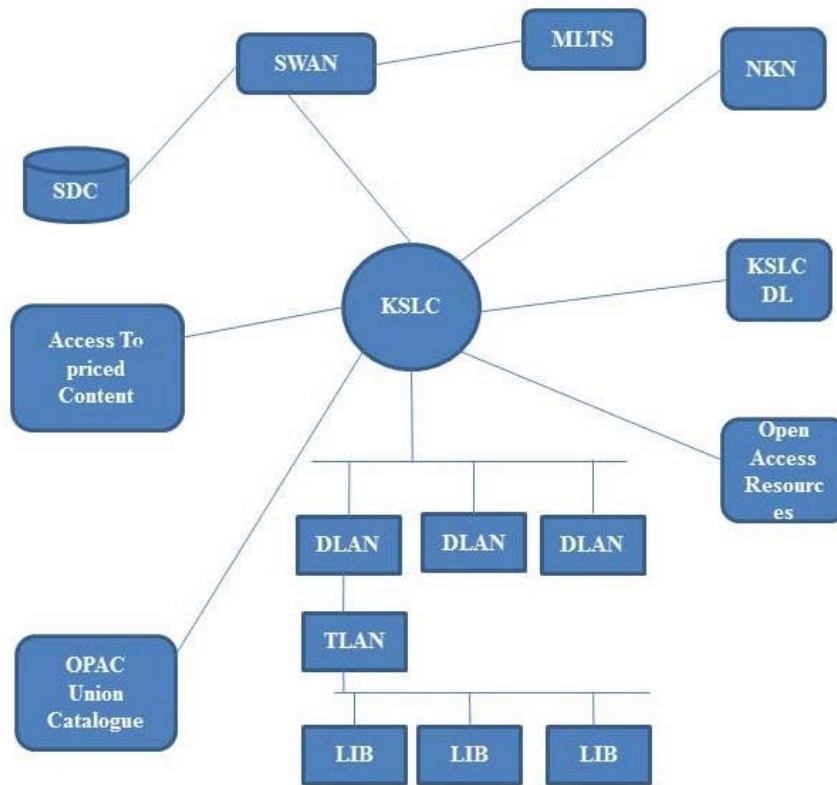 SWAN
MLTS
NKN
SDC
KSLC
KSLC
DL
Access To
priced
Content
Open
Access
Resourc
es
DLAN
DLAN
DLAN
TLAN
OPAC
Union
Catalogue
LIB
LIB
LIB